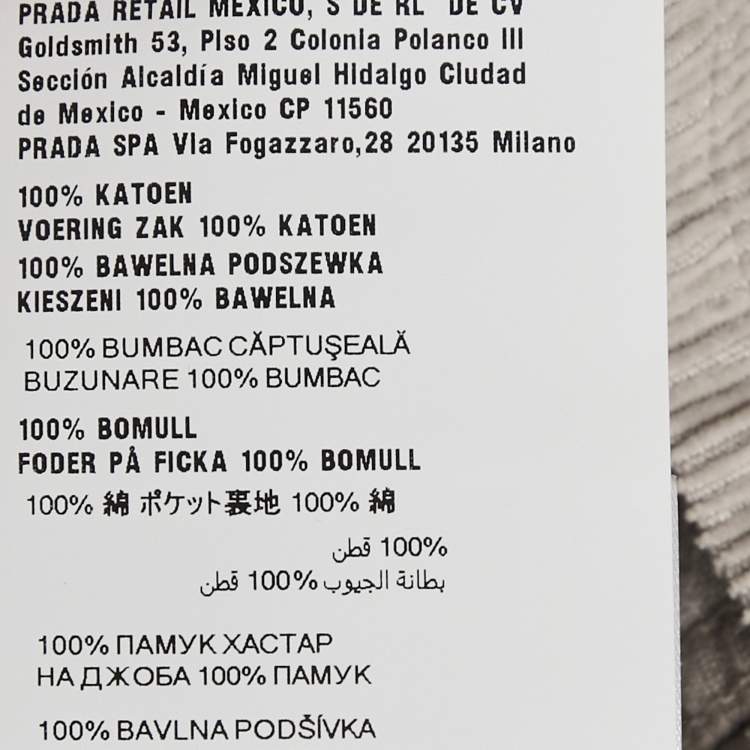 PRADA RETAIL MEXICO, S DE RL DE CV
Goldsmith 53, PIso 2 Colonia Polanco III
Sección Alcaldía Miguel Hidalgo Ciudad
de Mexico - Mexico CP 11560
PRADA SPA VIa Fogazzaro,28 20135 Milano
100% KATOEN
VOERING ZAK 100% KATOEN
100% BAWELNA PODSZEWKA
KIESZENI 100% BAWELNA
100% BUMBAC CĂPTUŞEALĂ
BUZUNARE 100% BUMBAC
100% BOMULL
FODER PÅ FICKA 100% BOMULL
100% 綿 ポケット裏地 100% 綿
100% قطن
بطانة الجيوب 100% قطن
100% ПАМУК ХАСТАР
НА ДЖОБА 100% ПАМУК
100% BAVLNA PODŠÍVKA